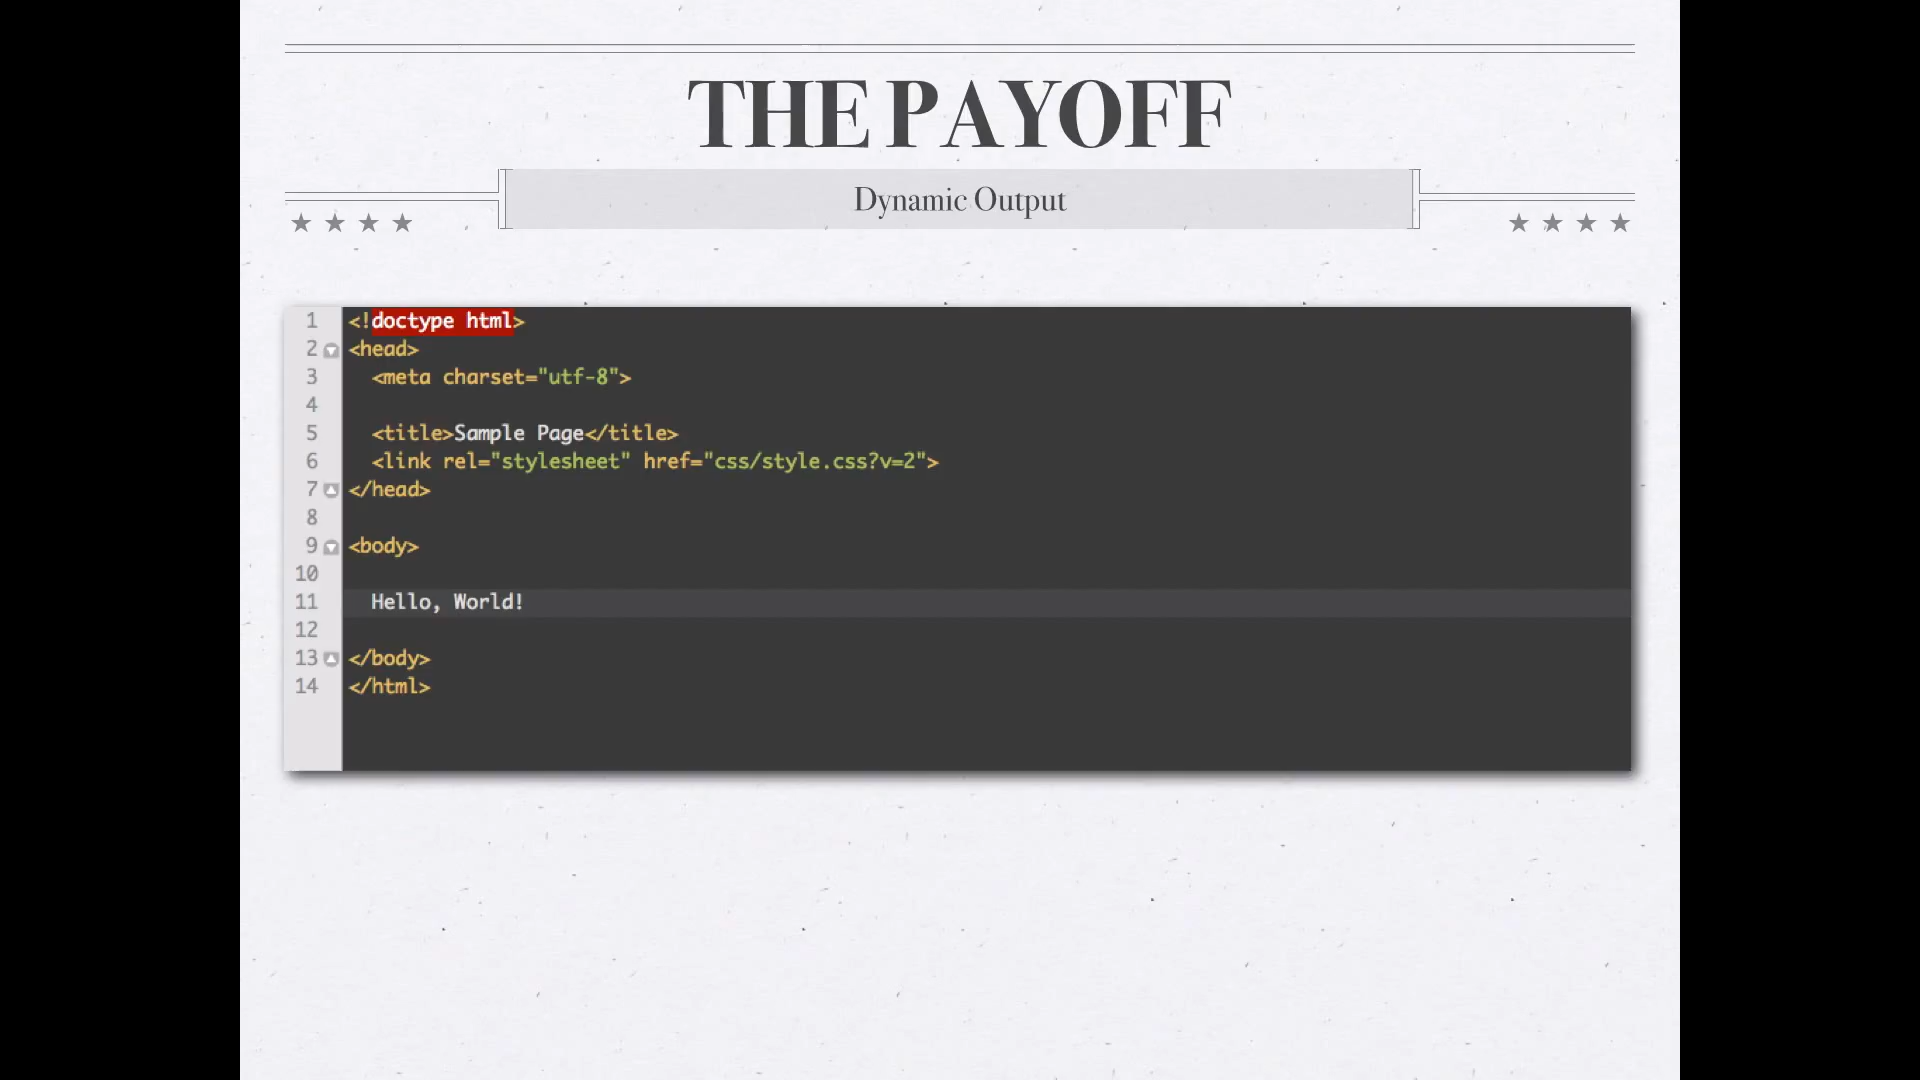 THE PAYOFF
Dynamic Output
1 <!doctype html>
2 <head>
3 <meta charset="utf-8">
4
5 <title>Sample Page</title>
6 <link rel="stylesheet" href="css/style.css?v=2">
7 </head>
8
9 <body>
10
11 Hello, World!
12
13 </body>
14 </html>